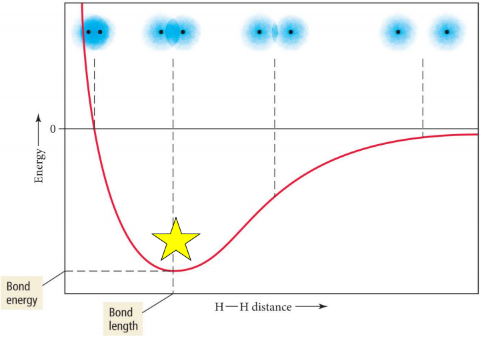 0
Energy
Bond
energy
Bond
length
H—H distance